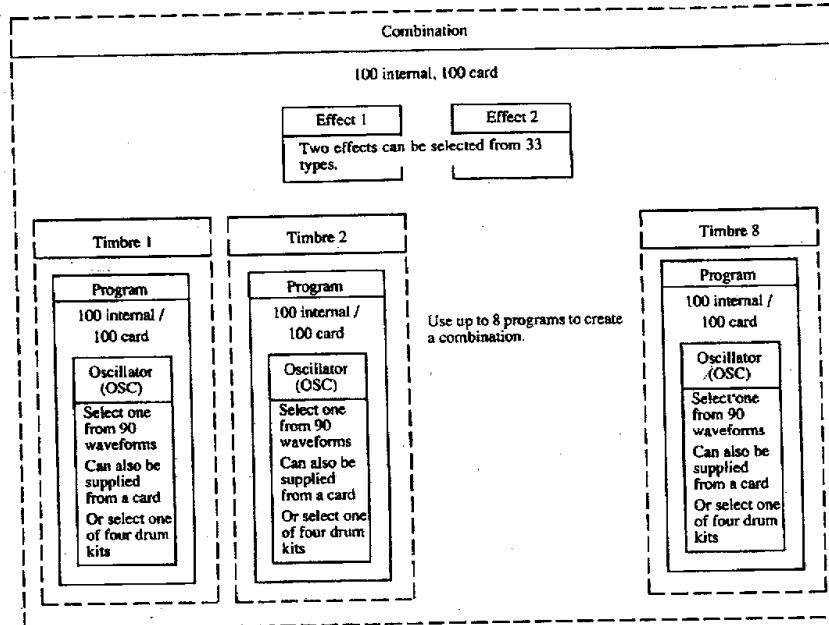 Combination
100 internal, 100 card
Effect 1
Effect 2
Two effects can be selected from 33
types.
Timbre 1
Program
100 internal /
100 card
Oscillator
(OSC)
Select one
from 90
waveforms
Can also be
supplied
from a card
Or select one
of four drum
kits
Timbre 2
Program
100 internal /
100 card
Oscillator
(OSC)
Select one
from 90
waveforms
Can also be
supplied
from a card
Or select one
of four drum
kits
Use up to 8 programs to create
a combination.
Timbre 8
Program
100 internal /
100 card
Oscillator
(OSC)
Select one
from 90
waveforms
Can also be
supplied
from a card
Or select one
of four drum
kits